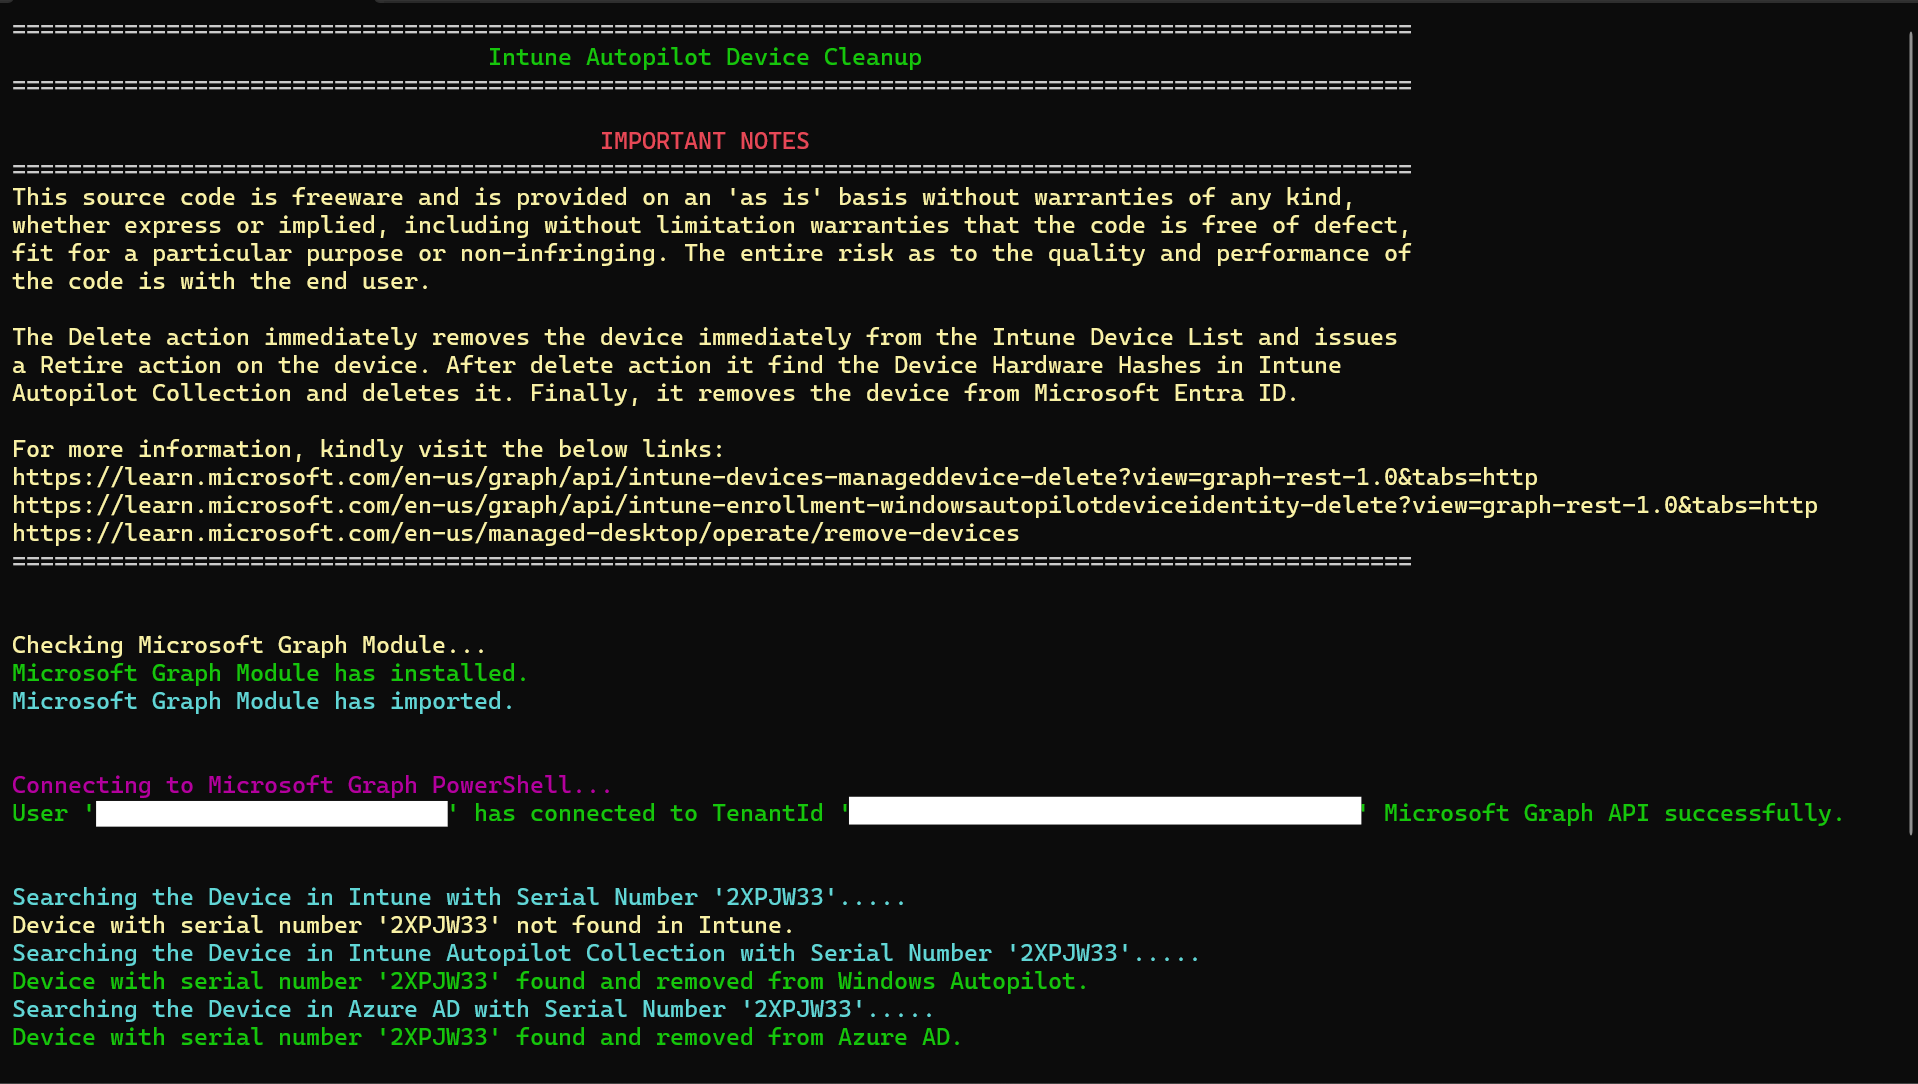 ====================================================================================================
Intune Autopilot Device Cleanup
====================================================================================================
IMPORTANT NOTES
====================================================================================================
This source code is freeware and is provided on an 'as is' basis without warranties of any kind,
whether express or implied, including without limitation warranties that the code is free of defect,
fit for a particular purpose or non-infringing. The entire risk as to the quality and performance of
the code is with the end user.
The Delete action immediately removes the device immediately from the Intune Device List and issues
a Retire action on the device. After delete action it find the Device Hardware Hashes in Intune
Autopilot Collection and deletes it. Finally, it removes the device from Microsoft Entra ID.
For more information, kindly visit the below links:
https://learn.microsoft.com/en-us/graph/api/intune-devices-manageddevice-delete?view=graph-rest-1.0&tabs=http
https://learn.microsoft.com/en-us/graph/api/intune-enrollment-windowsautopilotdeviceidentity-delete?view=graph-rest-1.0&tabs=http
https://learn.microsoft.com/en-us/managed-desktop/operate/remove-devices
====================================================================================================
Checking Microsoft Graph Module...
Microsoft Graph Module has installed.
Microsoft Graph Module has imported.
Connecting to Microsoft Graph PowerShell...
User '' has connected to TenantId '' Microsoft Graph API successfully.
Searching the Device in Intune with Serial Number '2XPJW33'.....
Device with serial number '2XPJW33' not found in Intune.
Searching the Device in Intune Autopilot Collection with Serial Number '2XPJW33'.....
Device with serial number '2XPJW33' found and removed from Windows Autopilot.
Searching the Device in Azure AD with Serial Number '2XPJW33'.....
Device with serial number '2XPJW33' found and removed from Azure AD.